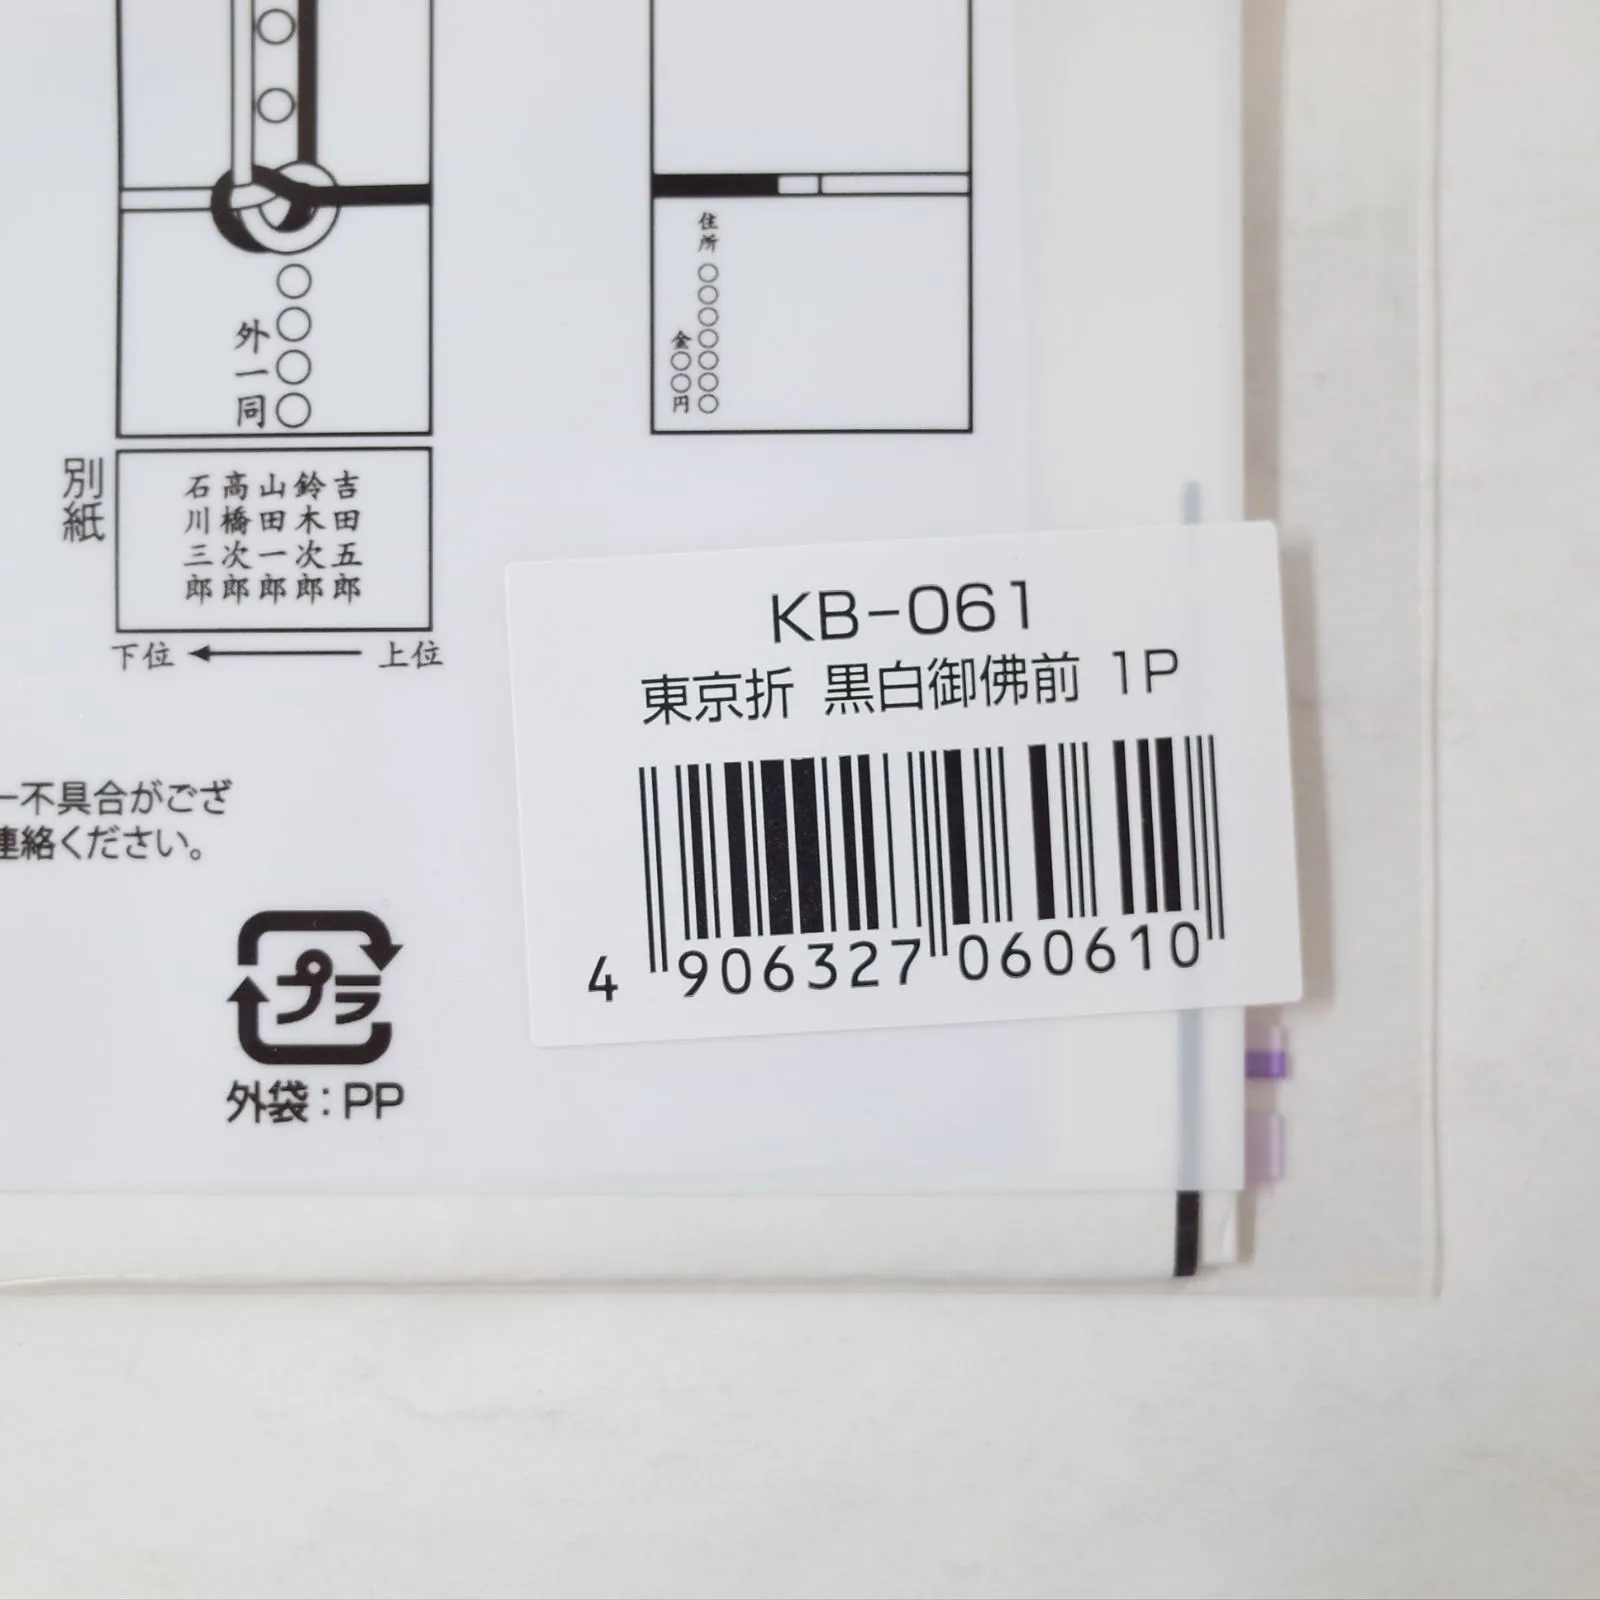 ○○
○○○○
外一同
住所 ○○○○○○○
金○○円
別紙
吉田五郎
鈴木次郎
山田一郎
高橋次郎
石川三郎
下位 上位
KB-061
東京折 黒白御佛前 1P
4 906327 060610
ー不具合がござ
連絡ください。
プラ
外袋：PP